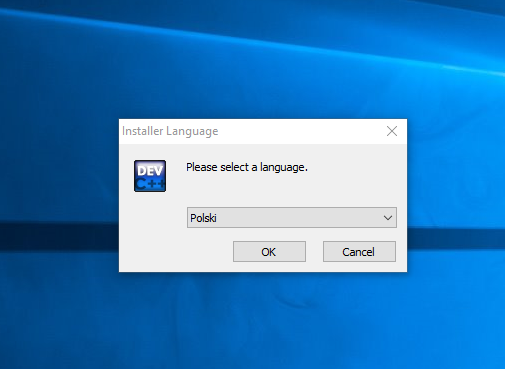 Installer Language
DEV
C++
Please select a language.
Polski
OK
Cancel